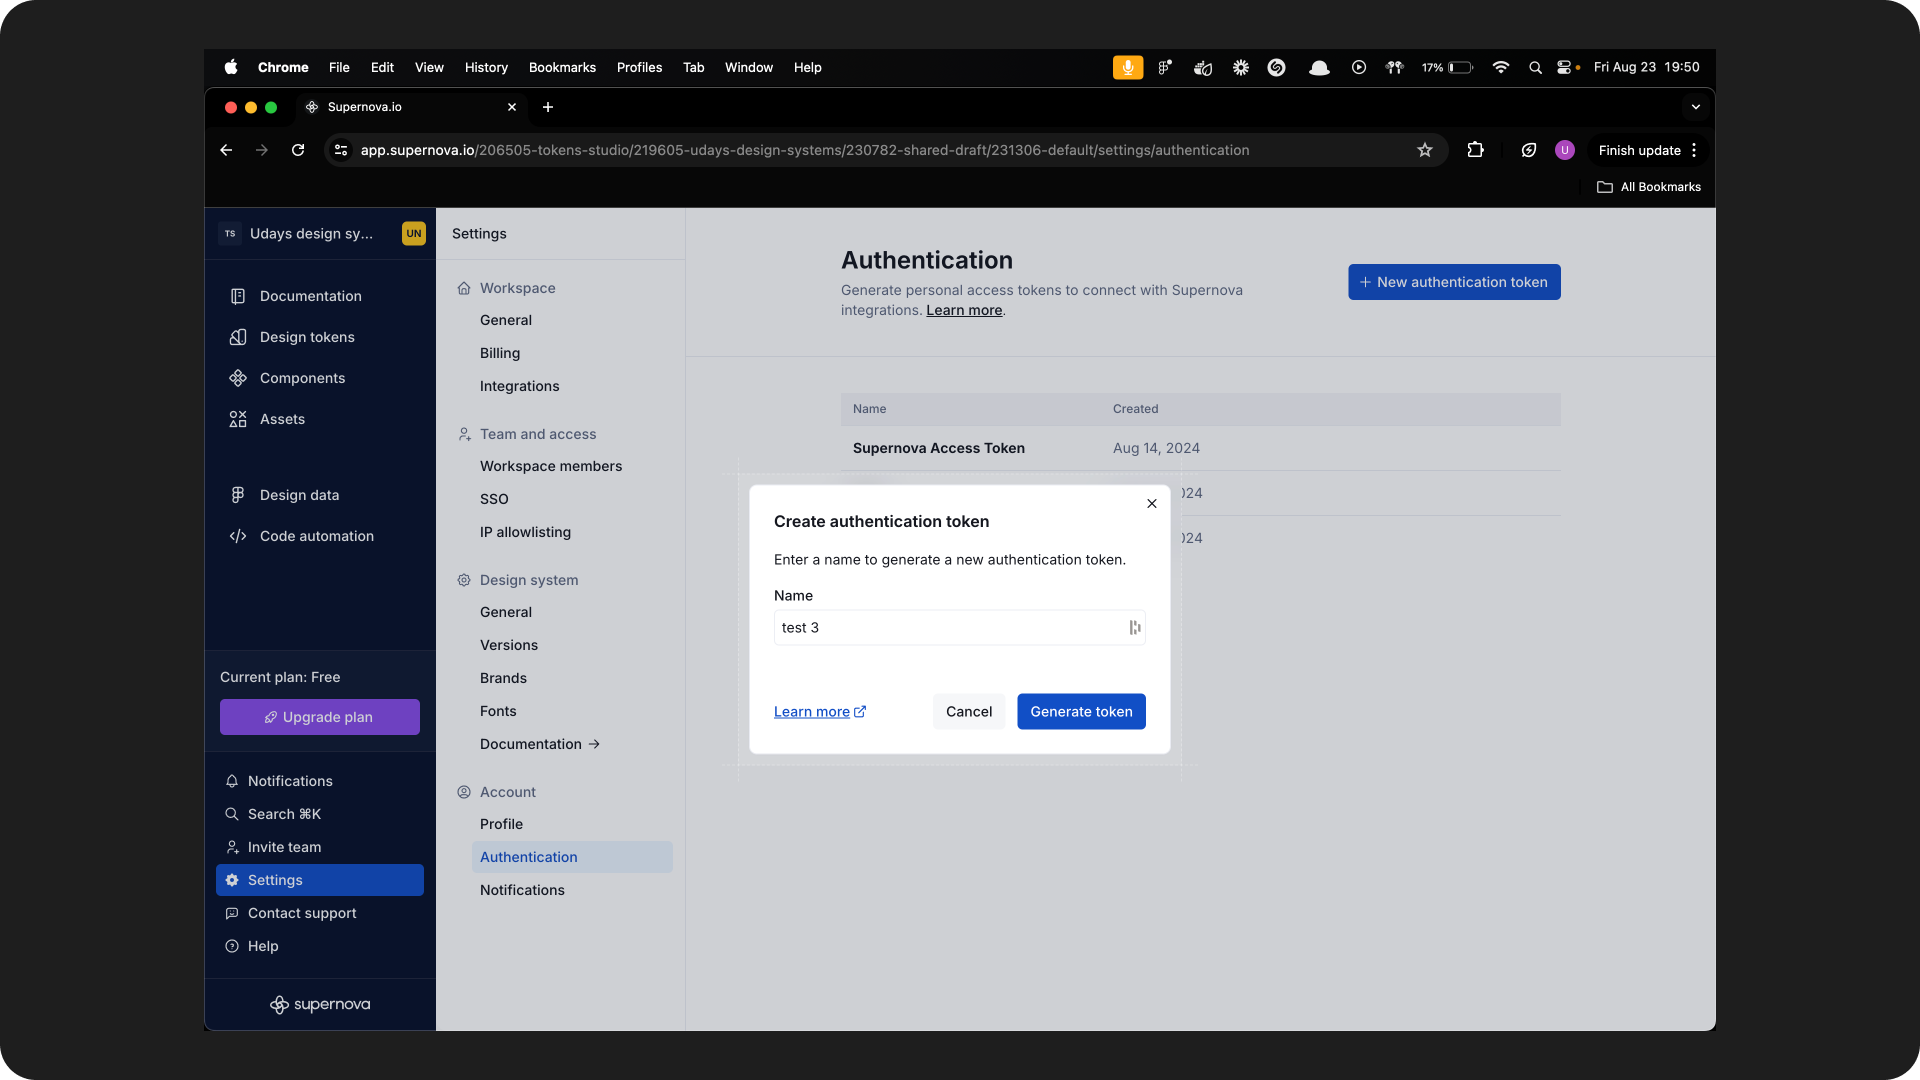 Chrome File Edit View History Bookmarks Profiles Tab Window Help 17% Fri Aug 23 19:50
Supernova.io
app.supernova.io/206505-tokens-studio/219605-udays-design-systems/230782-shared-draft/231306-default/settings/authentication U Finish update
All Bookmarks
TS Udays design sy... UN
Documentation
Design tokens
Components
Assets
Design data
Code automation
Current plan: Free
Upgrade plan
Notifications
Search ⌘K
Invite team
Settings
Contact support
Help
supernova
Settings
Workspace
General
Billing
Integrations
Team and access
Workspace members
SSO
IP allowlisting
Design system
General
Versions
Brands
Fonts
Documentation →
Account
Profile
Authentication
Notifications
Authentication
Generate personal access tokens to connect with Supernova
integrations. Learn more.
+ New authentication token
Name Created
Supernova Access Token Aug 14, 2024
2024
2024
Create authentication token
Enter a name to generate a new authentication token.
Name
test 3
Learn more Cancel Generate token